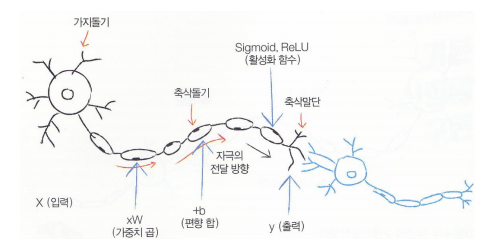 가지돌기
Sigmoid, ReLU
(활성화 함수)
축삭돌기
축삭말단
자극의
전달 방향
X (입력)
xW
(가중치 곱)
+b
(편향 합)
y (출력)